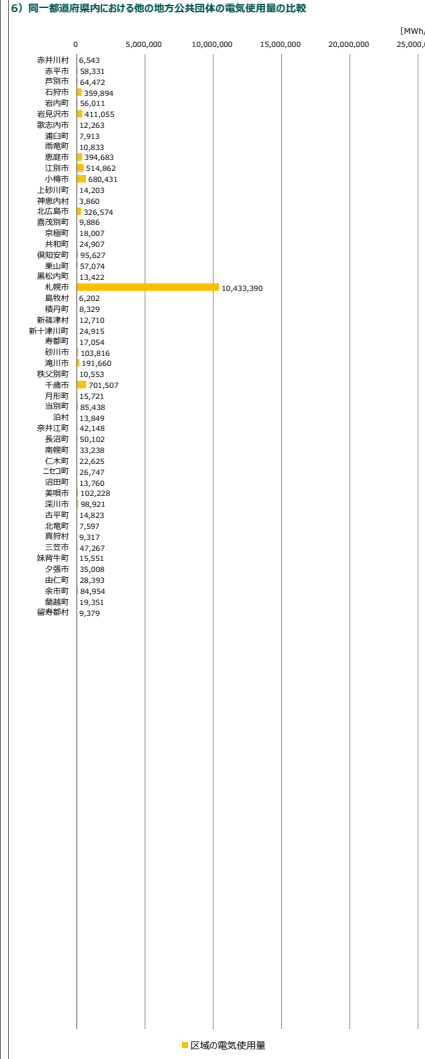 6）同一都道府県内における他の地方公共団体の電気使用量の比較
[MWh/
0 5,000,000 10,000,000 15,000,000 20,000,000 25,000,0
赤井川村 6,543
赤平市 58,331
芦別市 64,472
石狩市 359,894
岩内町 56,011
岩見沢市 411,055
歌志内市 12,263
浦臼町 7,913
雨竜町 10,833
恵庭市 394,683
江別市 514,862
小樽市 680,431
上砂川町 14,203
神恵内村 3,860
北広島市 326,574
喜茂別町 9,886
京極町 18,007
共和町 24,907
倶知安町 95,627
栗山町 57,074
黒松内町 13,422
札幌市 10,433,390
島牧村 6,202
積丹町 8,329
新篠津村 12,710
新十津川町 24,915
寿都町 17,054
砂川市 103,816
滝川市 191,660
秩父別町 10,553
千歳市 701,507
月形町 15,721
当別町 85,438
泊村 13,849
奈井江町 42,148
長沼町 50,102
南幌町 33,238
仁木町 22,625
ニセコ町 26,747
沼田町 13,760
美唄市 102,228
深川市 98,921
古平町 14,823
北竜町 7,597
真狩村 9,317
三笠市 47,267
妹背牛町 15,551
夕張市 35,008
由仁町 28,393
余市町 84,954
蘭越町 19,351
留寿都村 9,379
区域の電気使用量